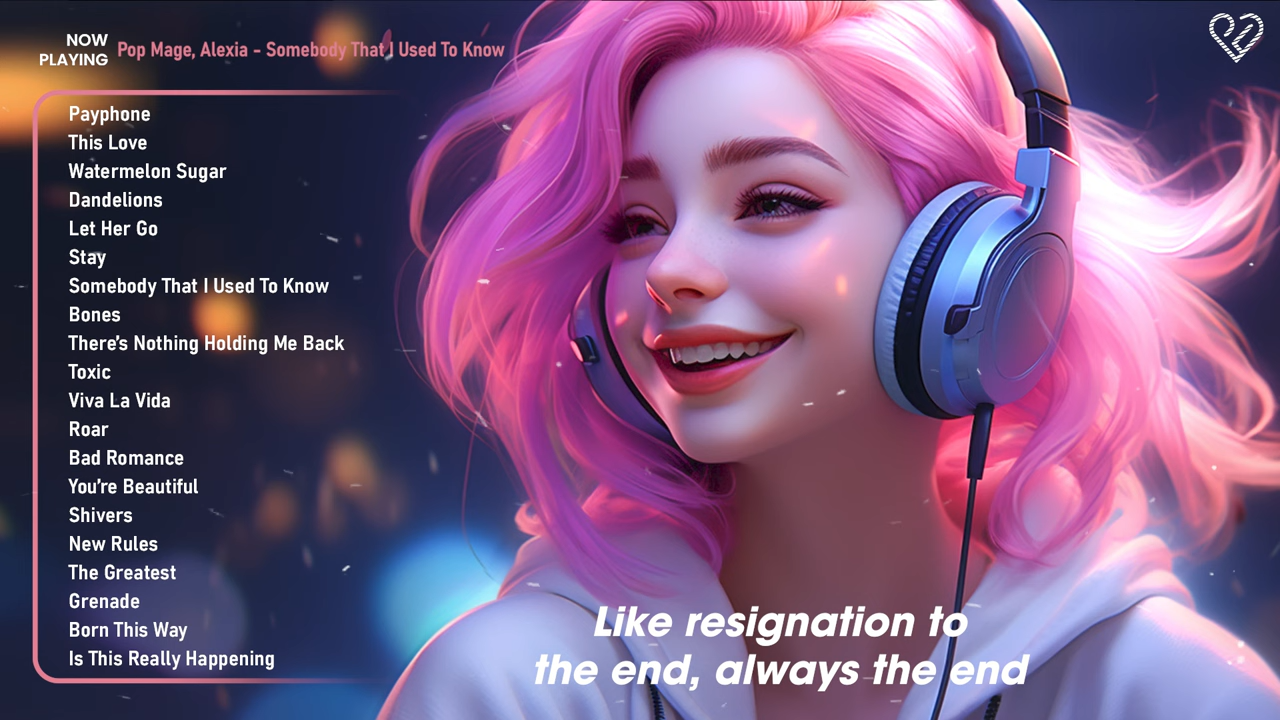 NOW
PLAYING
Pop Mage, Alexia - Somebody That I Used To Know
Payphone
This Love
Watermelon Sugar
Dandelions
Let Her Go
Stay
Somebody That I Used To Know
Bones
There's Nothing Holding Me Back
Toxic
Viva La Vida
Roar
Bad Romance
You're Beautiful
Shivers
New Rules
The Greatest
Grenade
Born This Way
Is This Really Happening
Like resignation to
the end, always the end